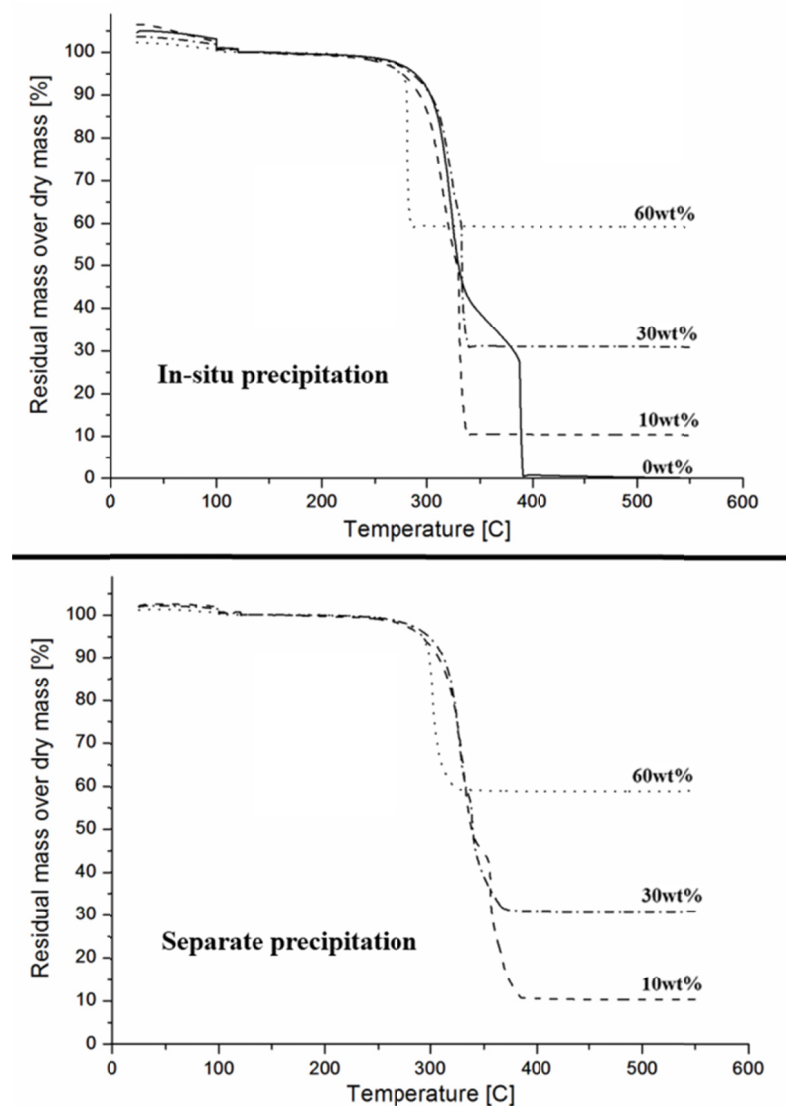 Residual mass over dry mass [%]
100
90
80
70
60
50
40
30
20
10
0
60wt%
30wt%
10wt%
0wt%
In-situ precipitation
0
100
200
300
400
500
600
Temperature [C]
Residual mass over dry mass [%]
100
90
80
70
60
50
40
30
20
10
0
60wt%
30wt%
10wt%
Separate precipitation
0
100
200
300
400
500
600
Temperature [C]